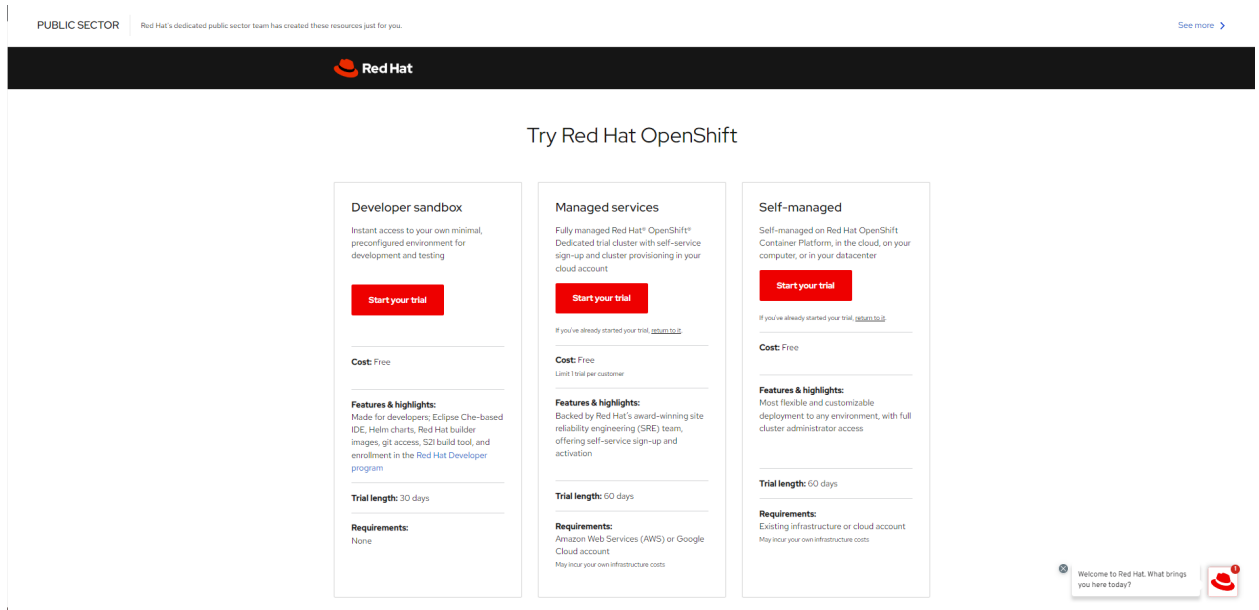 PUBLIC SECTOR
Red Hat's dedicated public sector team has created these resources just for you.
See more
Red Hat
Try Red Hat OpenShift
Developer sandbox
Instant access to your own minimal,
preconfigured environment for
development and testing
Start your trial
Cost: Free
Features & highlights:
Made for developers; Eclipse Che-based
IDE, Helm charts, Red Hat builder
images, git access, S2I build tool, and
enrollment in the Red Hat Developer
program
Trial length: 30 days
Requirements:
None
Managed services
Fully managed Red Hat® OpenShift®
Dedicated trial cluster with self-service
sign-up and cluster provisioning in your
cloud account
Start your trial
If you've already started your trial, return to it.
Cost: Free
Limit 1 trial per customer
Features & highlights:
Backed by Red Hat's award-winning site
reliability engineering (SRE) team,
offering self-service sign-up and
activation
Trial length: 60 days
Requirements:
Amazon Web Services (AWS) or Google
Cloud account
May incur your own infrastructure costs
Self-managed
Self-managed on Red Hat OpenShift
Container Platform, in the cloud, on your
computer, or in your datacenter
Start your trial
If you've already started your trial, return to it.
Cost: Free
Features & highlights:
Most flexible and customizable
deployment to any environment, with full
cluster administrator access
Trial length: 60 days
Requirements:
Existing infrastructure or cloud account
May incur your own infrastructure costs
Welcome to Red Hat. What brings
you here today?
1